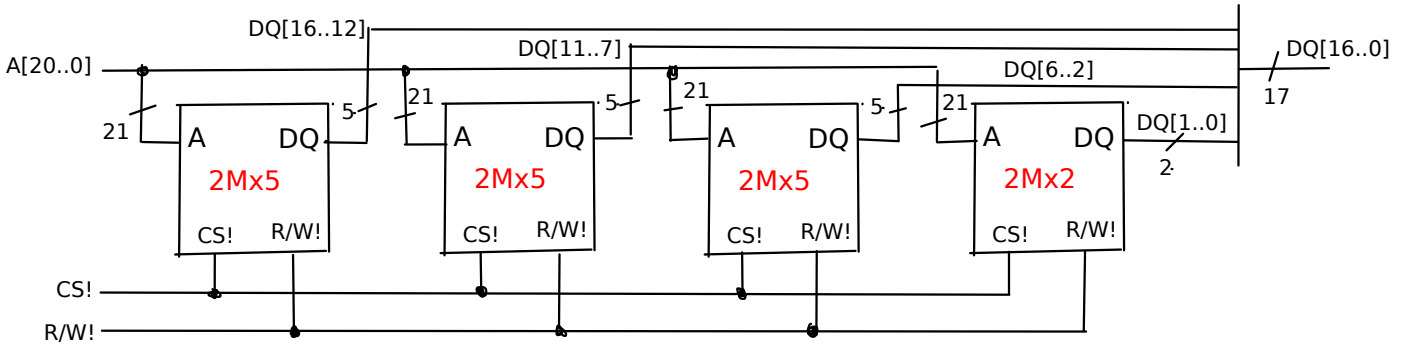 DQ[16..12]
DQ[11..7]
DQ[16..0]
A[20..0]
DQ[6..2]
21
5
21
5
21
5
21
17
DQ[1..0]
A DQ
A DQ
A DQ
A DQ
2
2Mx5
2Mx5
2Mx5
2Mx2
CS! R/W!
CS! R/W!
CS! R/W!
CS! R/W!
CS!
R/W!